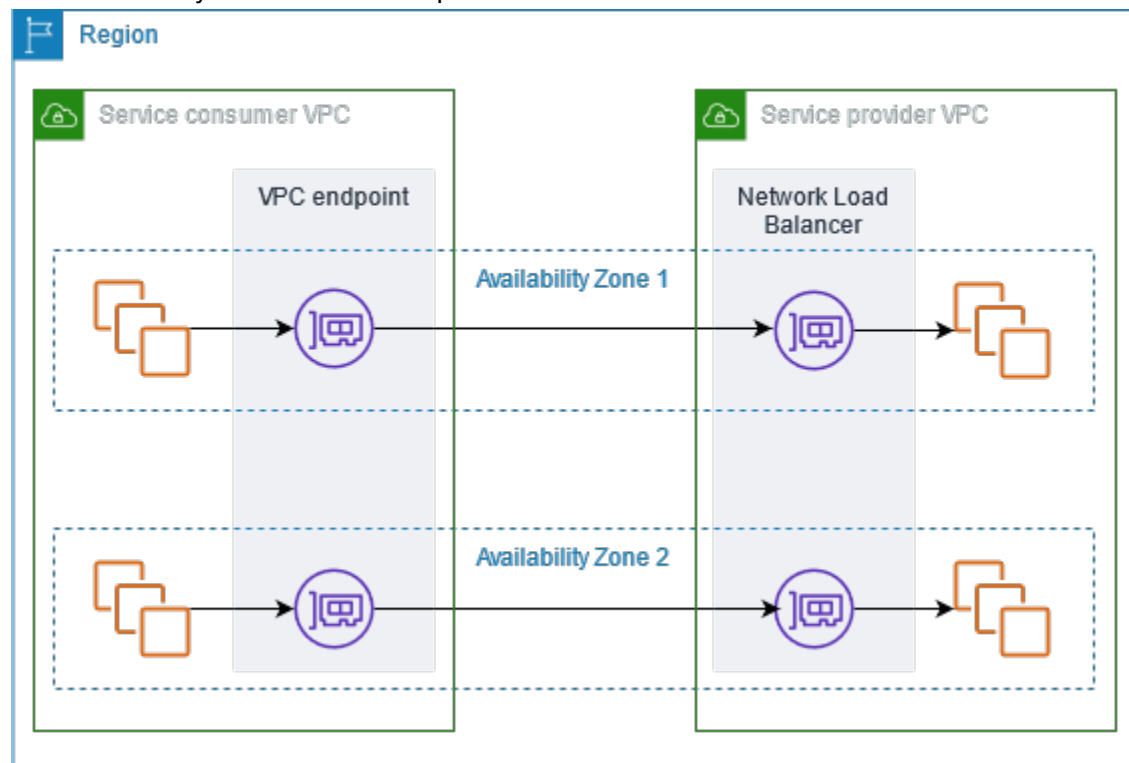 Region
Service consumer VPC
Service provider VPC
VPC endpoint
Network Load
Balancer
Availability Zone 1
Availability Zone 2